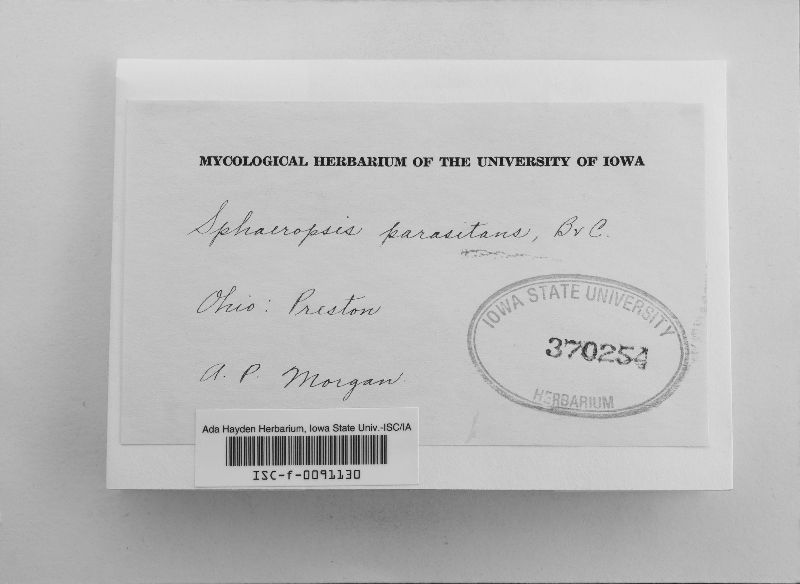 MYCOLOGICAL HERBARIUM OF THE UNIVERSITY OF IOWA
Sphaeropsis parasitans, B & C.
Ohio: Preston
A. P. Morgan.
IOWA STATE UNIVERSITY
370254
HERBARIUM
Ada Hayden Herbarium, Iowa State Univ.-ISC/IA
ISC-f-0091130